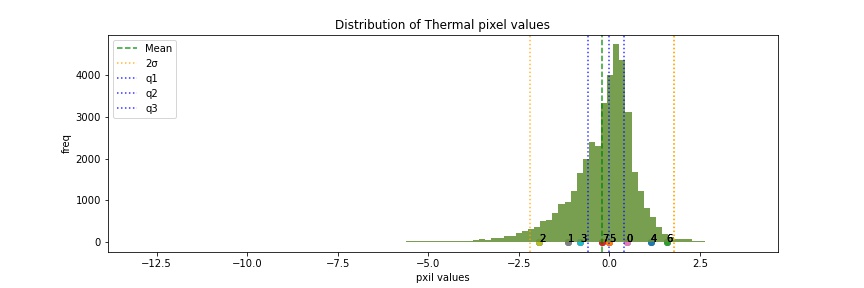 Distribution of Thermal pixel values
Mean
2σ
q1
q2
q3
freq
4000
3000
2000
1000
0
2 1 3 7 5 0 4 6
−12.5 −10.0 −7.5 −5.0 −2.5 0.0 2.5
pxil values